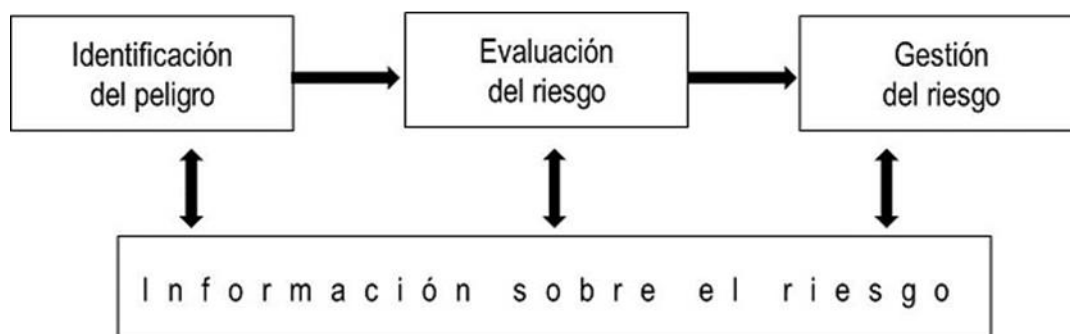 Identificación
del peligro
Evaluación
del riesgo
Gestión
del riesgo
Información sobre el riesgo